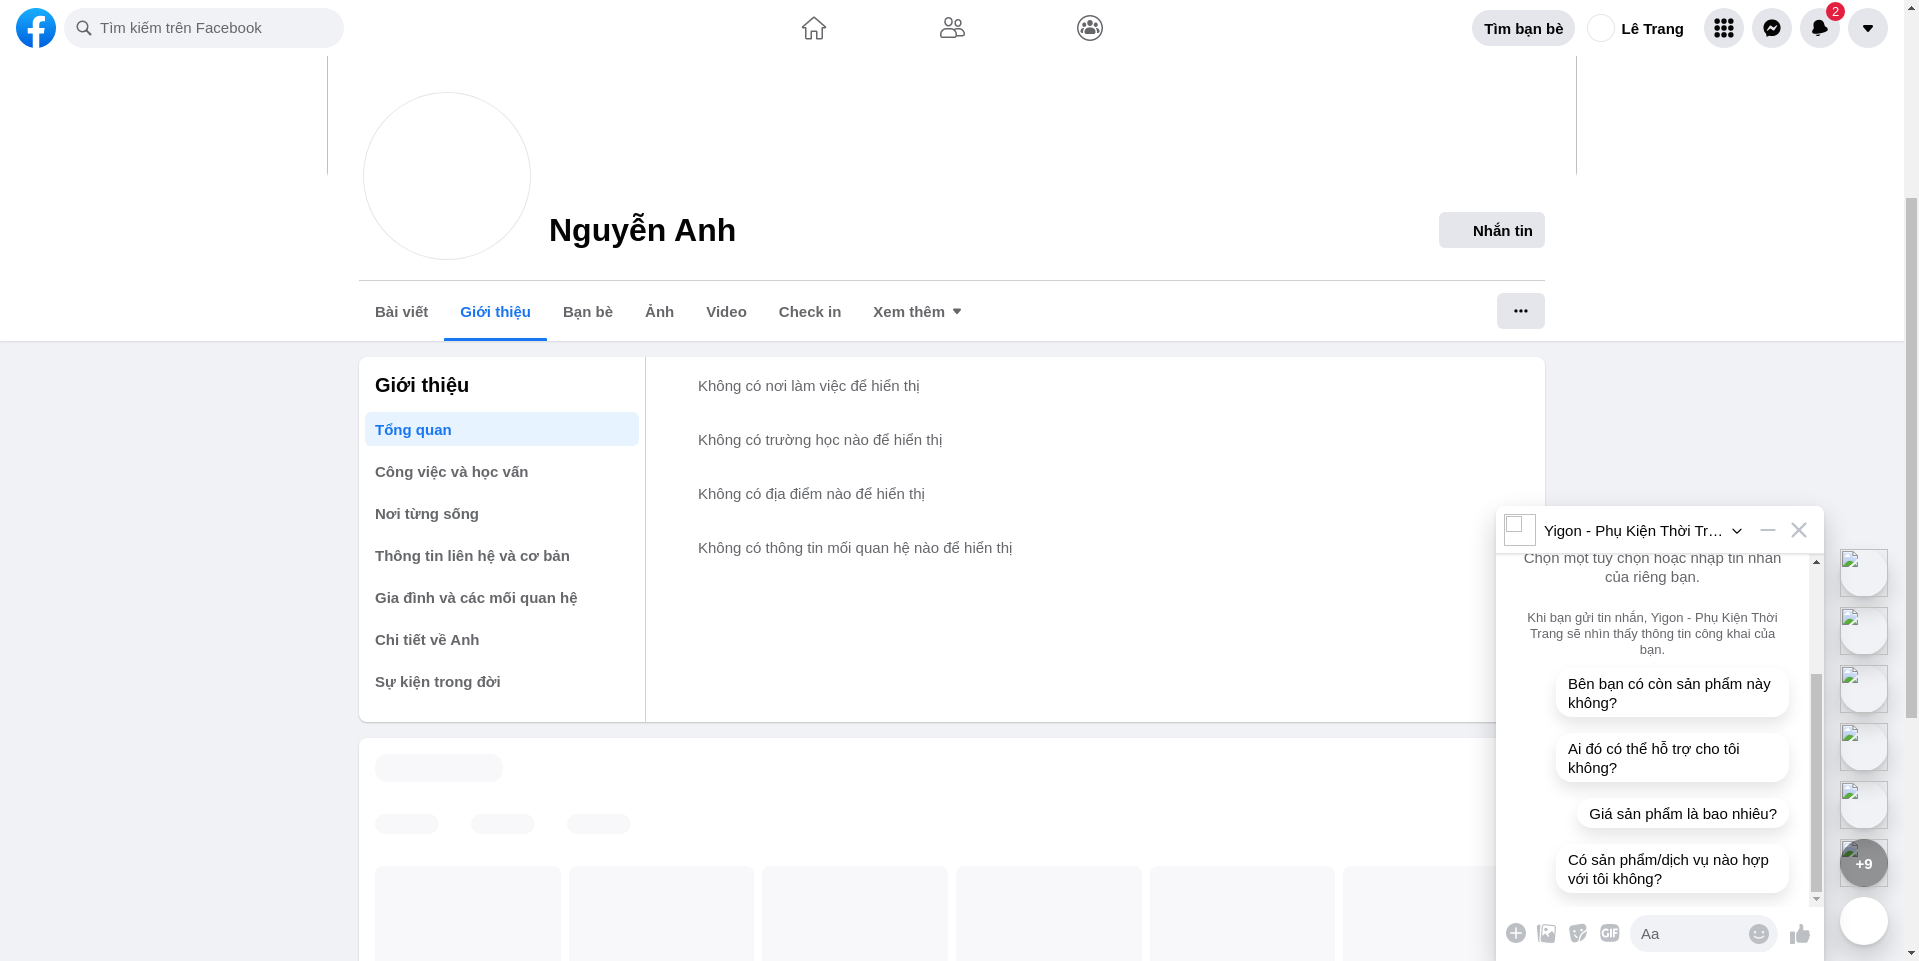 Tìm kiếm trên Facebook
Tìm bạn bè
Lê Trang
2
Nguyễn Anh
Nhắn tin
Bài viết
Giới thiệu
Bạn bè
Ảnh
Video
Check in
Xem thêm
Giới thiệu
Tổng quan
Công việc và học vấn
Nơi từng sống
Thông tin liên hệ và cơ bản
Gia đình và các mối quan hệ
Chi tiết về Anh
Sự kiện trong đời
Không có nơi làm việc để hiển thị
Không có trường học nào để hiển thị
Không có địa điểm nào để hiển thị
Không có thông tin mối quan hệ nào để hiển thị
Yigon - Phụ Kiện Thời Tr...
Chọn một tùy chọn hoặc nhập tin nhắn
của riêng bạn.
Khi bạn gửi tin nhắn, Yigon - Phụ Kiện Thời
Trang sẽ nhìn thấy thông tin công khai của
bạn.
Bên bạn có còn sản phẩm này
không?
Ai đó có thể hỗ trợ cho tôi
không?
Giá sản phẩm là bao nhiêu?
Có sản phẩm/dịch vụ nào hợp
với tôi không?
GIF
Aa
+9